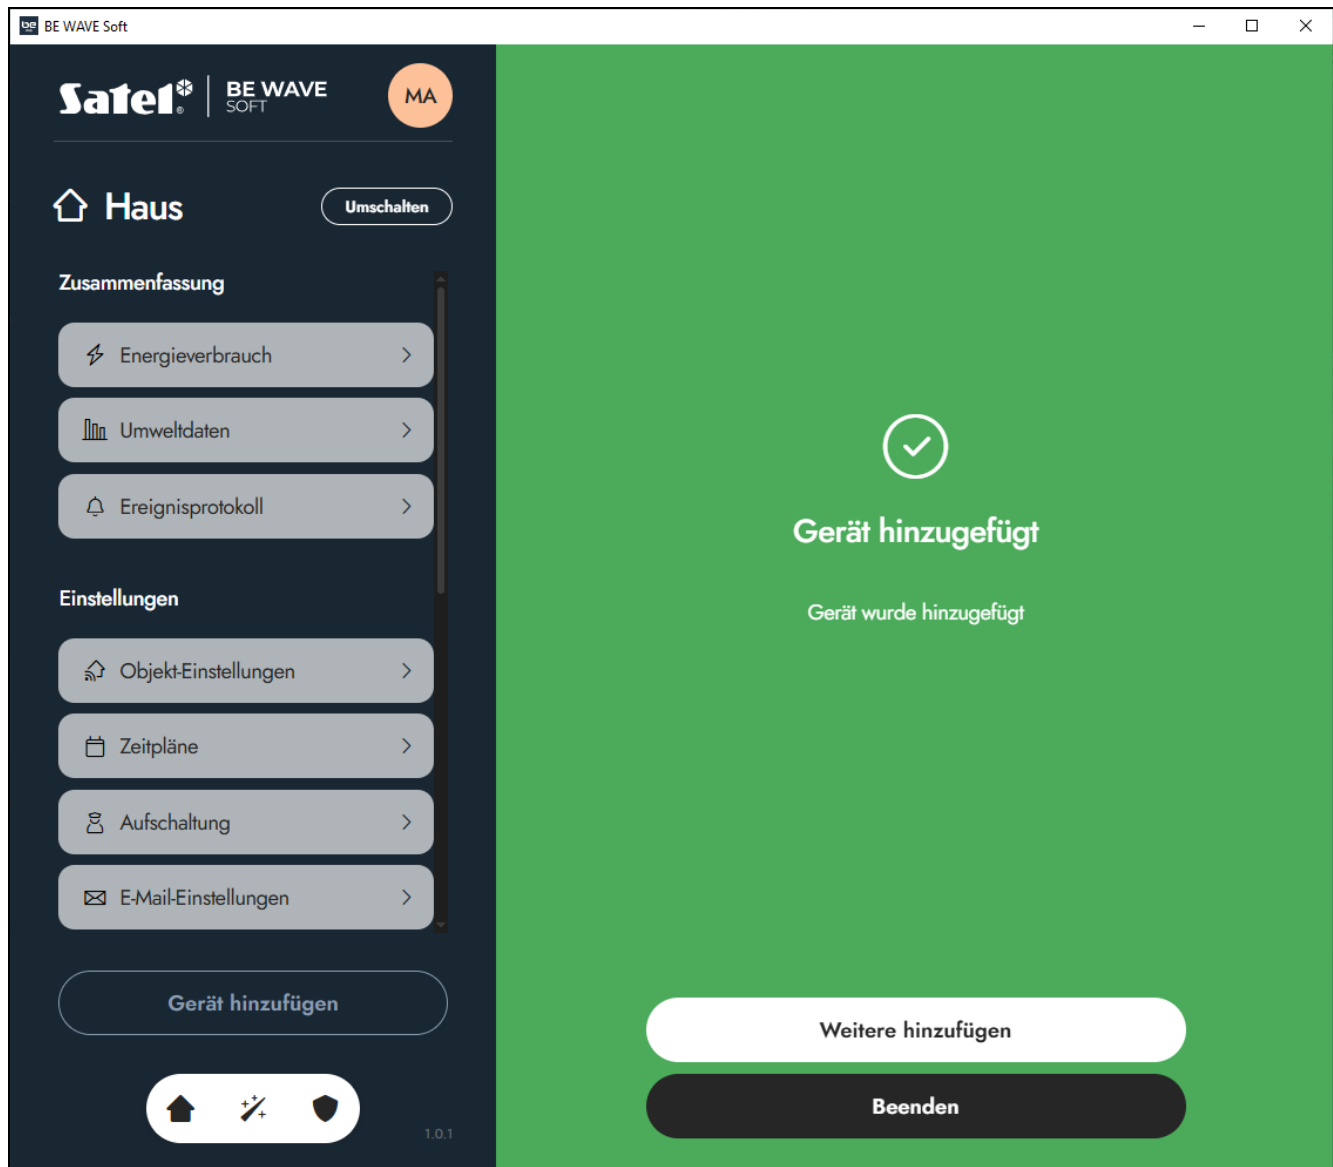 be
BE WAVE Soft
Satel®
BE WAVE
SOFT
MA
Haus
Umschalten
Zusammenfassung
Energieverbrauch
Umweltdaten
Ereignisprotokoll
Einstellungen
Objekt-Einstellungen
Zeitpläne
Aufschaltung
E-Mail-Einstellungen
Gerät hinzufügen
1.0.1
Gerät hinzugefügt
Gerät wurde hinzugefügt
Weitere hinzufügen
Beenden